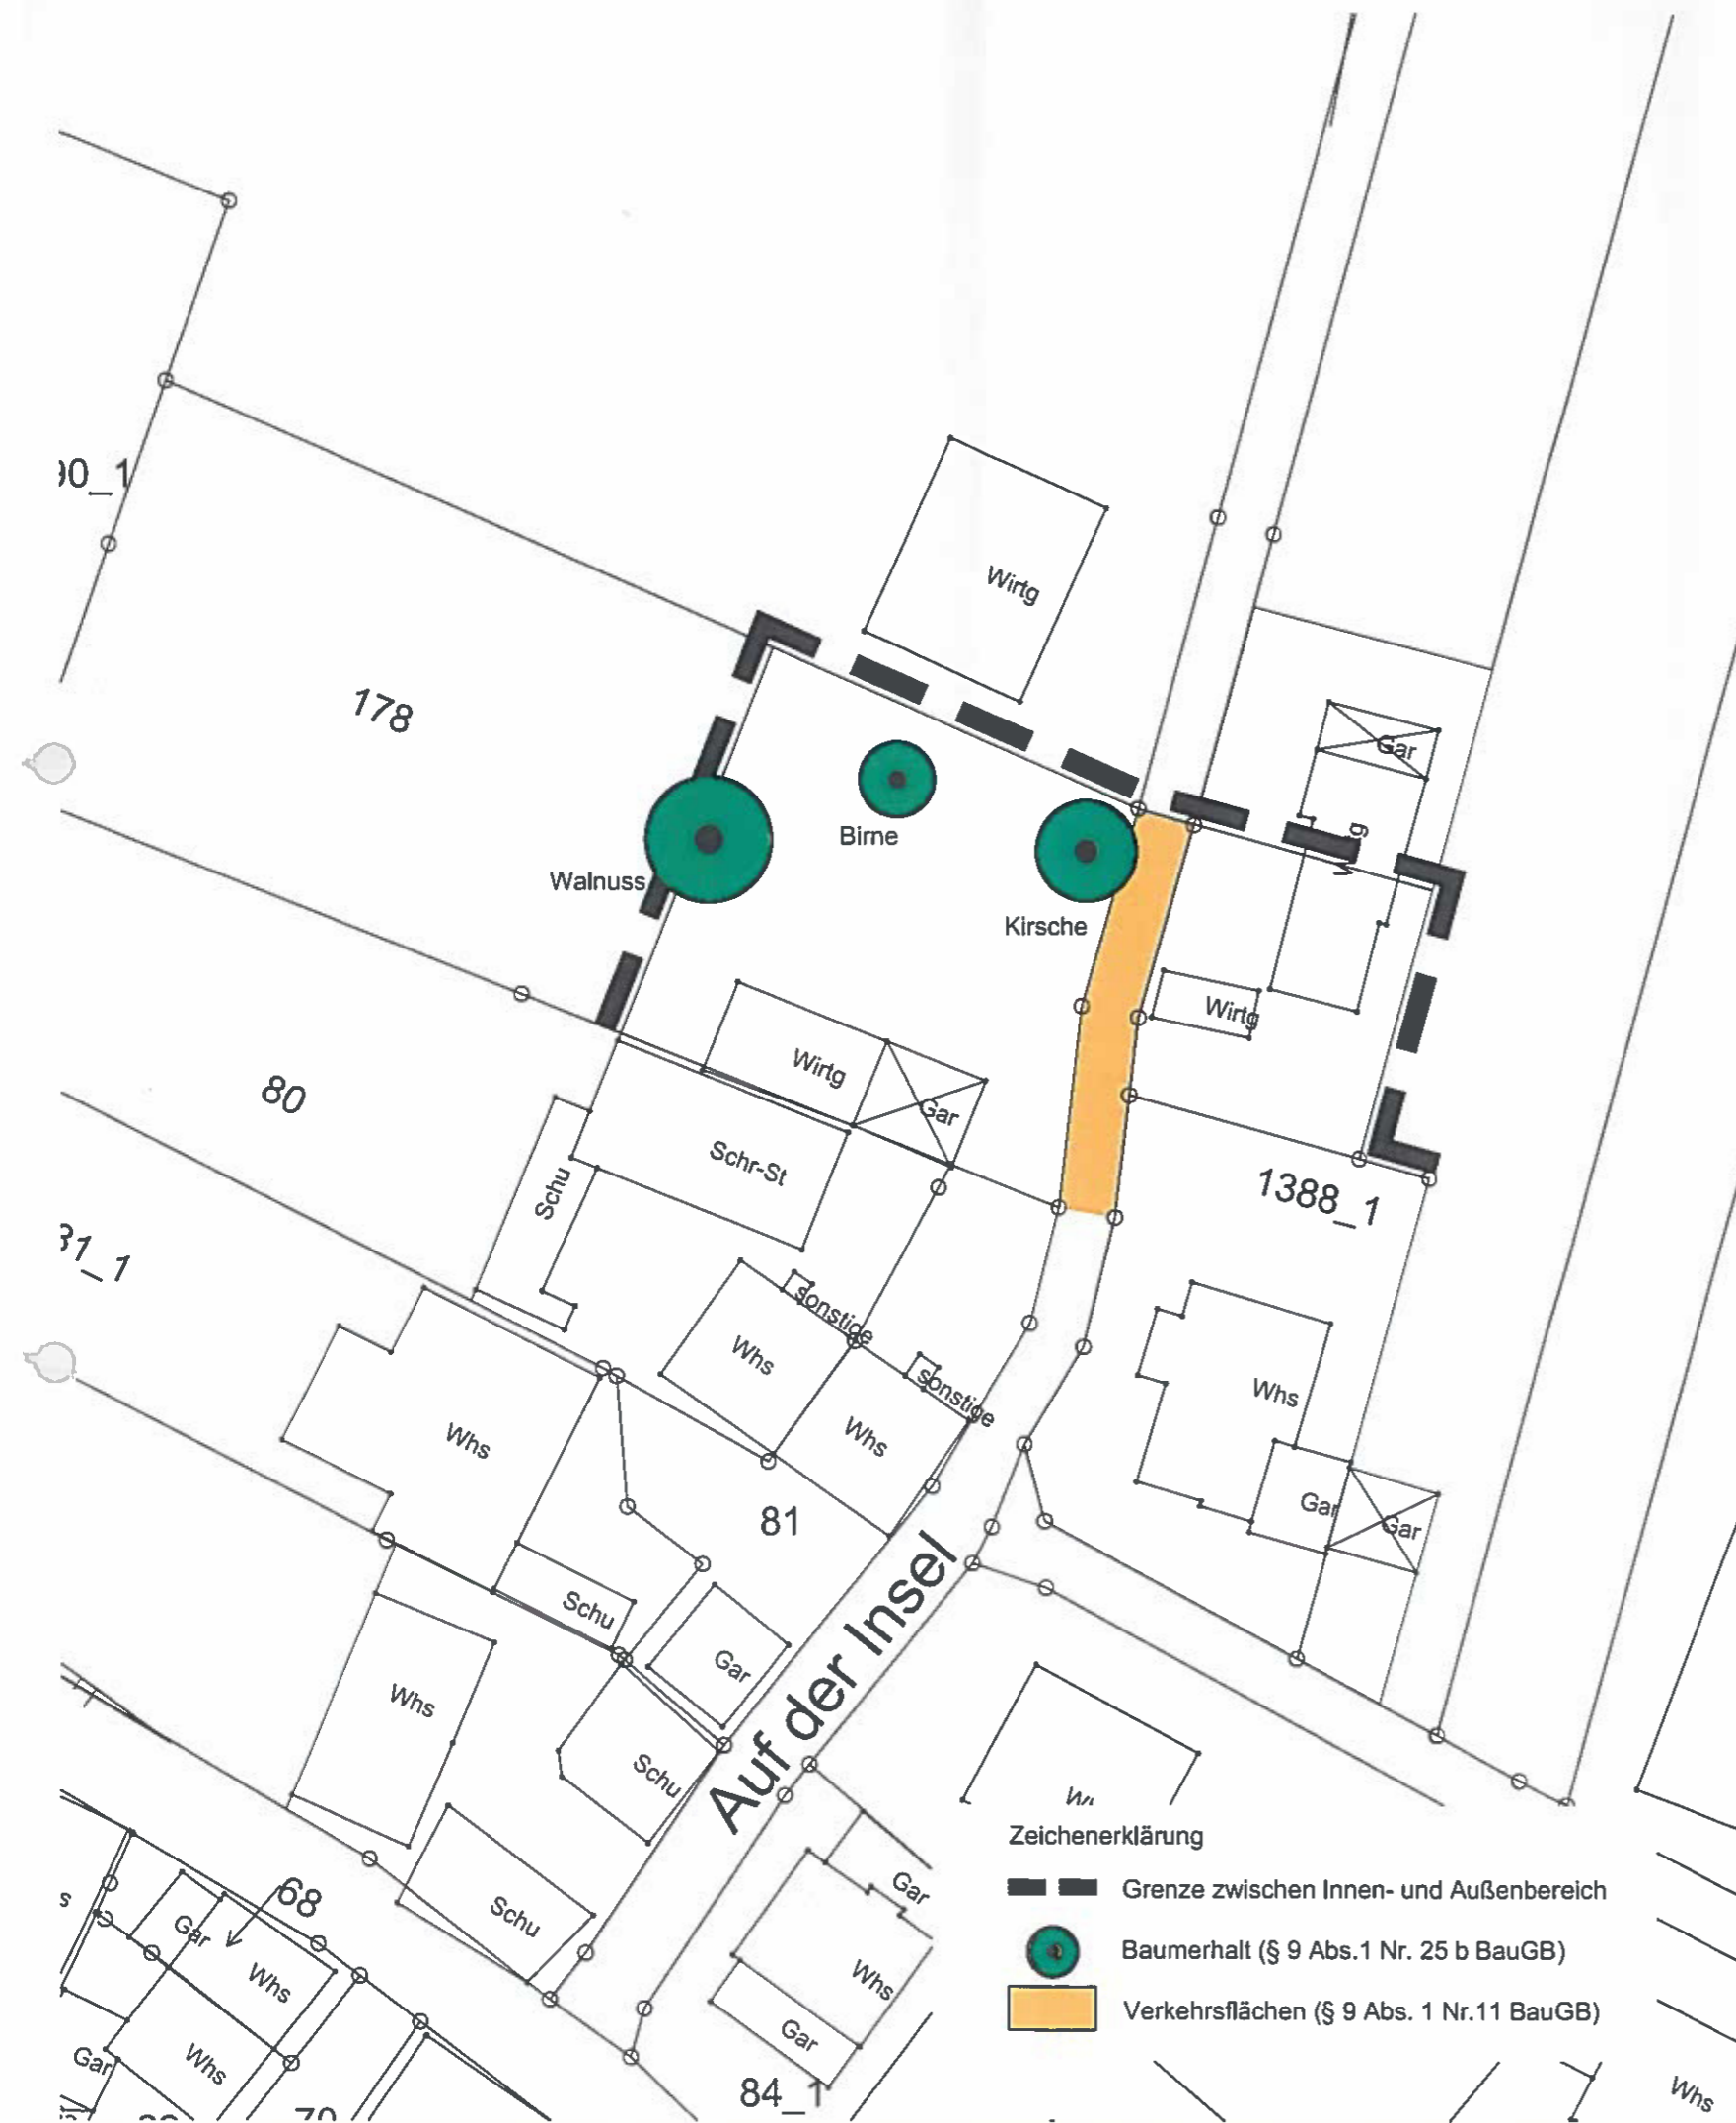 90_1
Wirtg
178
Gar
Birne
Walnuss
Kirsche
Wirtg
Wirtg
Gar
80
Schr-St
Schu
1388_1
31_1
sonstige
Whs
sonstige
Whs
Whs
Whs
81
Gar
Gar
Schu
Gar
Whs
Auf der Insel
Schu
Schu
Zeichenerklärung
Grenze zwischen Innen- und Außenbereich
Baumerhalt (§ 9 Abs.1 Nr. 25 b BauGB)
Verkehrsflächen (§ 9 Abs. 1 Nr.11 BauGB)
68
Gar
Whs
Gar
Whs
Gar
Gar
Whs
84_1
70
Whs